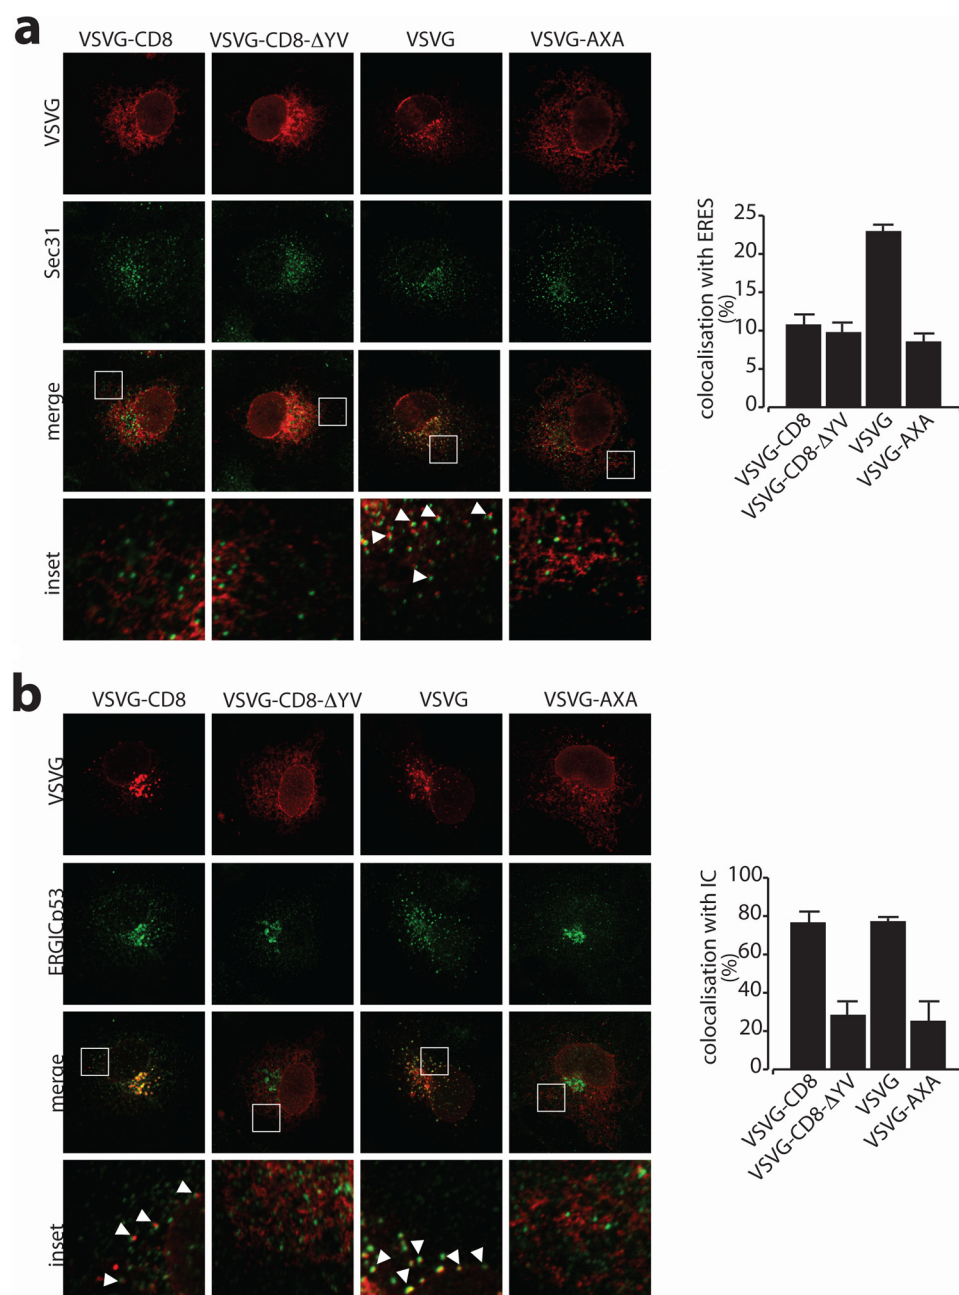 a
VSVG-CD8
VSVG-CD8-ΔYV
VSVG
VSVG-AXA
VSVG
Sec31
merge
inset
colocalisation with ERES
(%)
25
20
15
10
5
0
VSVG-CD8
VSVG-CD8-ΔYV
VSVG
VSVG-AXA
b
VSVG-CD8
VSVG-CD8-ΔYV
VSVG
VSVG-AXA
VSVG
ERGICp53
merge
inset
colocalisation with IC
(%)
100
80
60
40
20
0
VSVG-CD8
VSVG-CD8-ΔYV
VSVG
VSVG-AXA